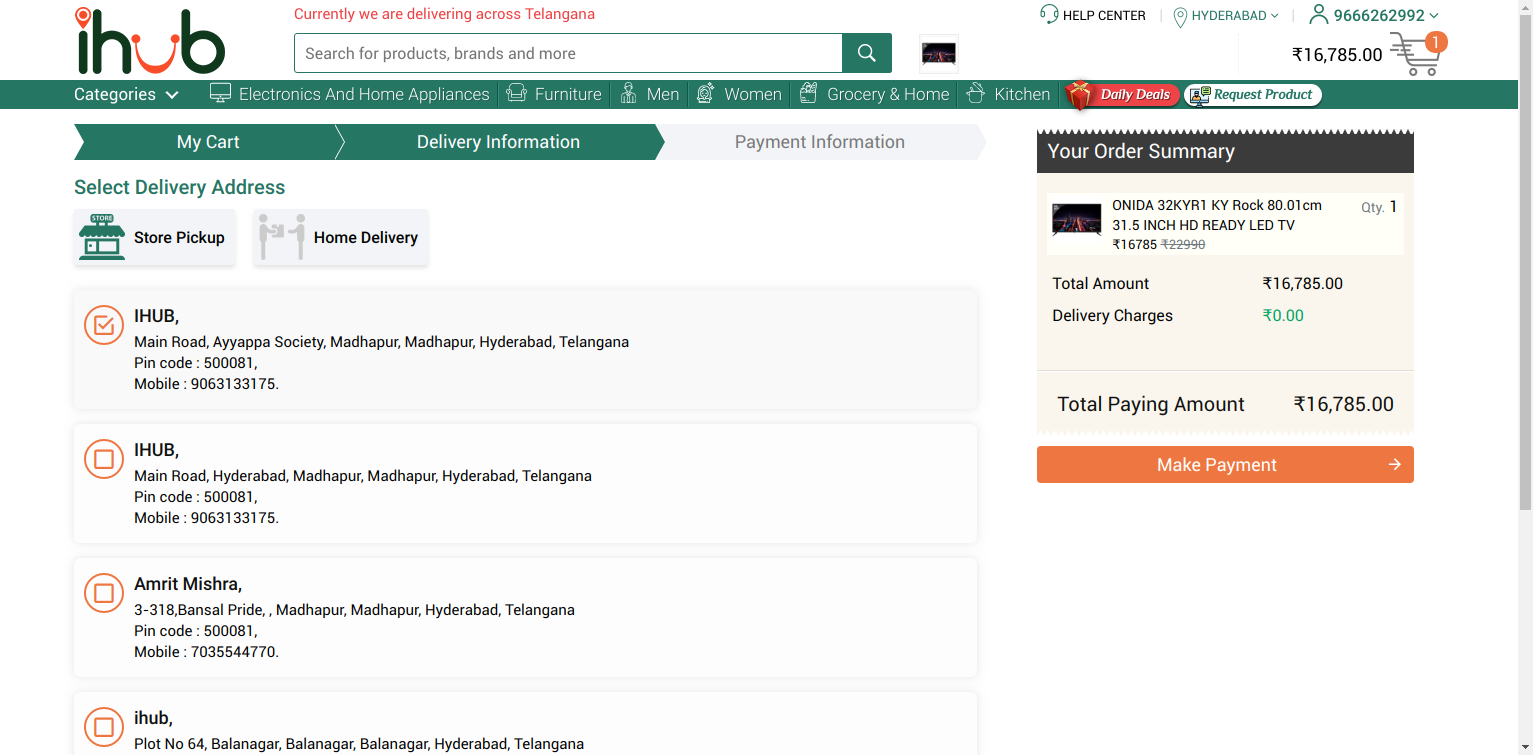 ihub
Currently we are delivering across Telangana
Search for products, brands and more
HELP CENTER
HYDERABAD
9666262992
₹16,785.00
1
Categories
Electronics And Home Appliances
Furniture
Men
Women
Grocery & Home
Kitchen
Daily Deals
Request Product
My Cart
Delivery Information
Payment Information
Select Delivery Address
STORE
Store Pickup
Home Delivery
IHUB,
Main Road, Ayyappa Society, Madhapur, Madhapur, Hyderabad, Telangana
Pin code : 500081,
Mobile : 9063133175.
IHUB,
Main Road, Hyderabad, Madhapur, Madhapur, Hyderabad, Telangana
Pin code : 500081,
Mobile : 9063133175.
Amrit Mishra,
3-318,Bansal Pride, , Madhapur, Madhapur, Hyderabad, Telangana
Pin code : 500081,
Mobile : 7035544770.
ihub,
Plot No 64, Balanagar, Balanagar, Balanagar, Hyderabad, Telangana
Your Order Summary
ONIDA 32KYR1 KY Rock 80.01cm
31.5 INCH HD READY LED TV
₹16785 ₹22990
Qty. 1
Total Amount ₹16,785.00
Delivery Charges ₹0.00
Total Paying Amount ₹16,785.00
Make Payment